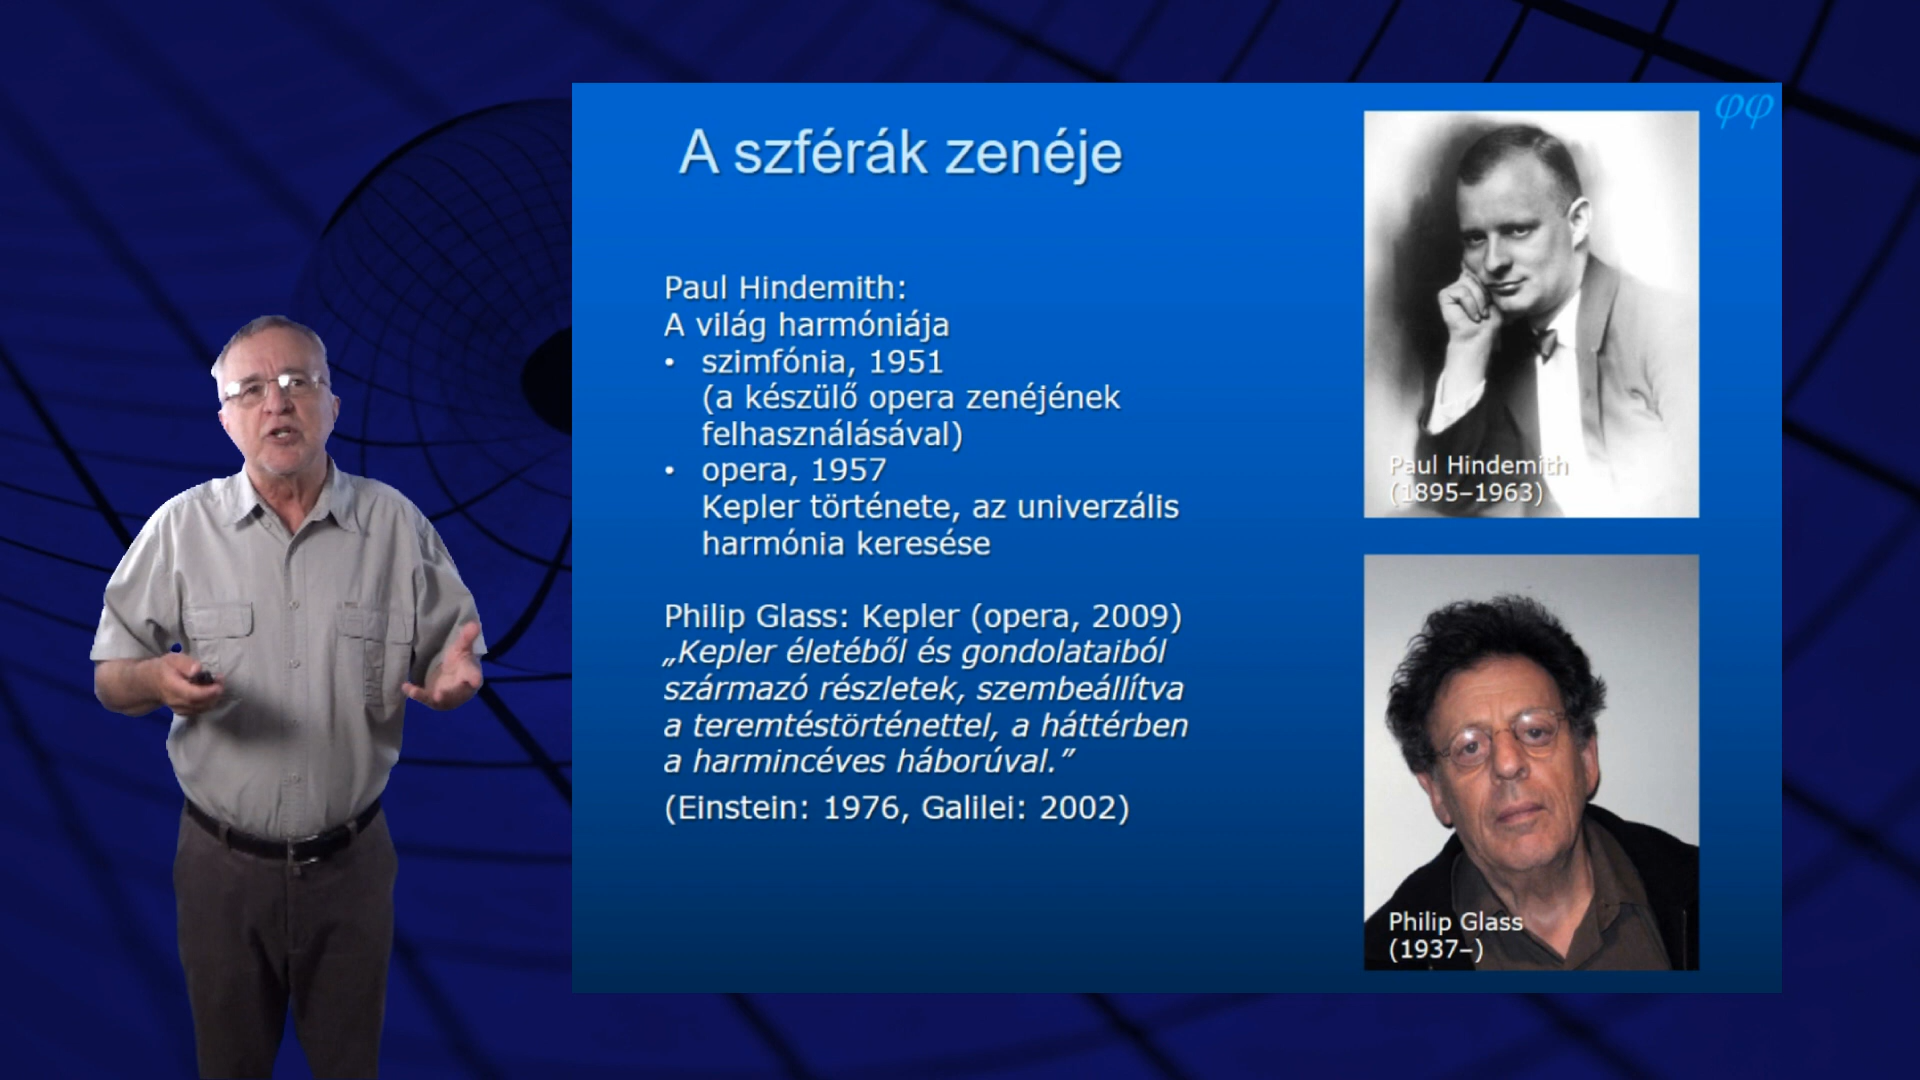 φφ
A szférák zenéje
Paul Hindemith:
A világ harmóniája
• szimfónia, 1951
(a készülő opera zenéjének
felhasználásával)
• opera, 1957
Kepler története, az univerzális
harmónia keresése
Philip Glass: Kepler (opera, 2009)
„Kepler életéből és gondolataiból
származó részletek, szembeállítva
a teremtéstörténettel, a háttérben
a harmincéves háborúval.”
(Einstein: 1976, Galilei: 2002)
Paul Hindemith
(1895–1963)
Philip Glass
(1937–)